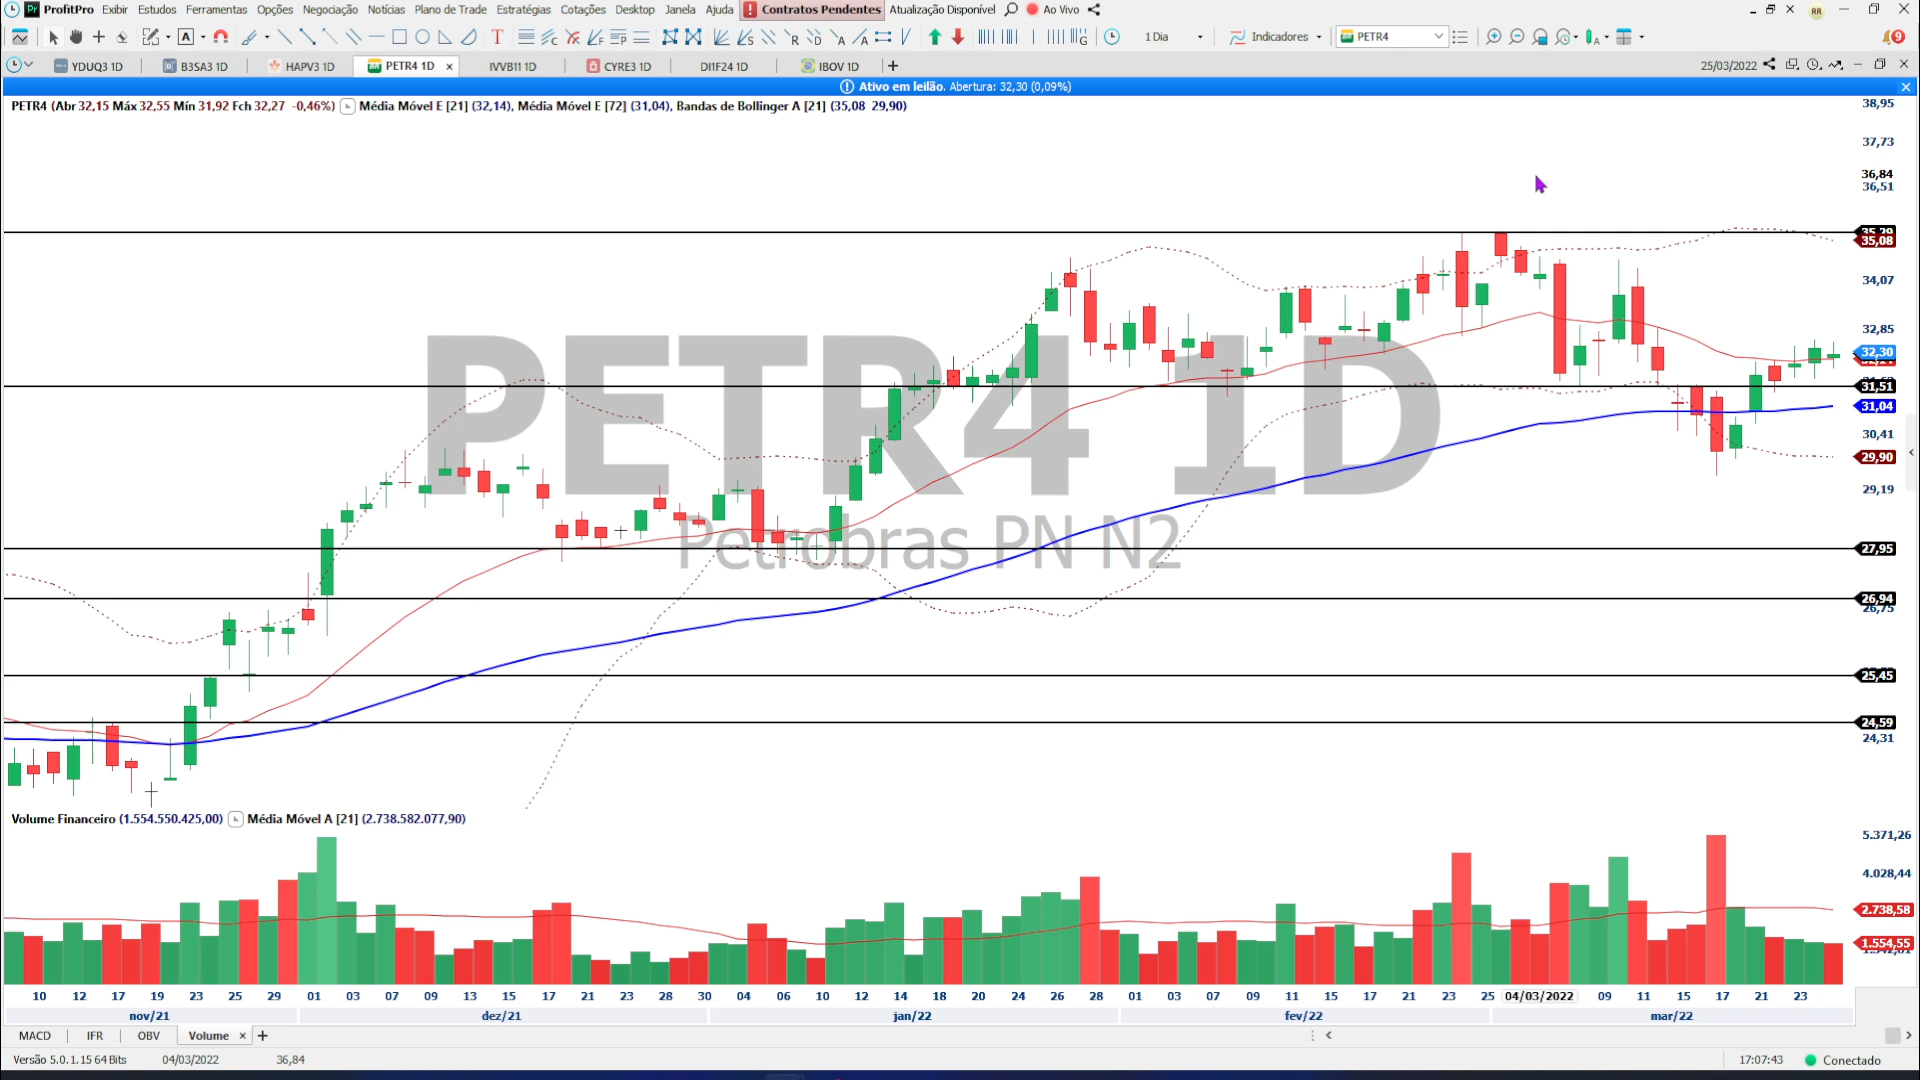 ProfitPro Exibir Estudos Ferramentas Opções Negociação Notícias Plano de Trade Estratégias Cotações Desktop Janela Ajuda Contratos Pendentes Atualização Disponível Ao Vivo RR
1 Dia Indicadores PETR4 9
YDUQ3 1D B3SA3 1D HAPV3 1D PETR4 1D IVVB11 1D CYRE3 1D DI1F24 1D IBOV 1D 25/03/2022
Ativo em leilão. Abertura: 32,30 (0,09%)
PETR4 (Abr 32,15 Máx 32,55 Mín 31,92 Fch 32,27 -0,46%) Média Móvel E [21] (32,14), Média Móvel E [72] (31,04), Bandas de Bollinger A [21] (35,08 29,90)
38,95
37,73
36,84
36,51
35,29
35,08
34,07
32,85
32,30
31,51
31,04
30,41
29,90
29,19
27,95
26,94
26,75
25,45
24,59
24,31
PETR4 1D
Petrobras PN N2
Volume Financeiro (1.554.550.425,00) Média Móvel A [21] (2.738.582.077,90)
5.371,26
4.028,44
2.738,58
1.554,55
10 12 17 19 23 25 29 01 03 07 09 13 15 17 21 23 28 30 04 06 10 12 14 18 20 24 26 28 01 03 07 09 11 15 17 21 23 25 04/03/2022 09 11 15 17 21 23
nov/21 dez/21 jan/22 fev/22 mar/22
MACD IFR OBV Volume
Versão 5.0.1.15 64 Bits 04/03/2022 36,84 17:07:43 Conectado